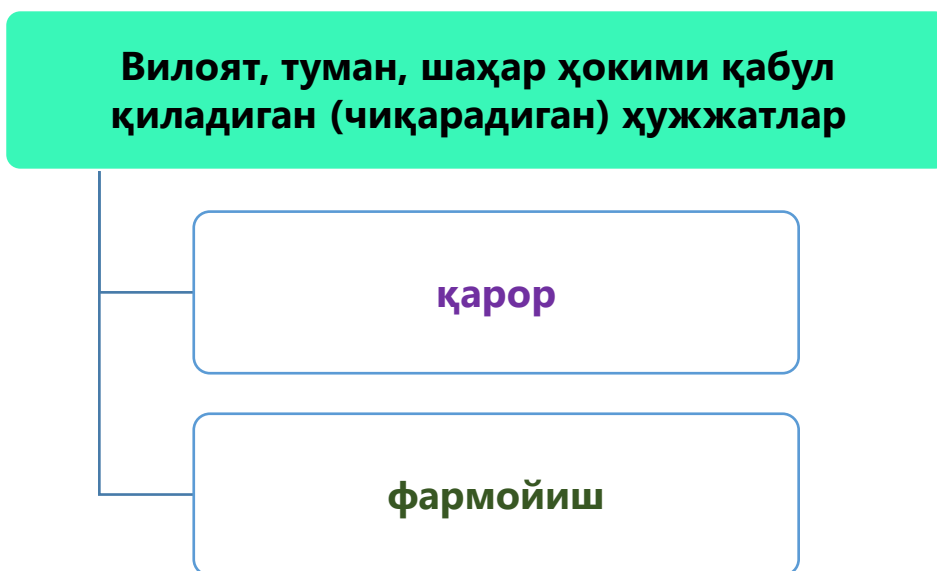 Вилоят, туман, шаҳар ҳокими қабул
қиладиган (чиқарадиган) ҳужжатлар
қарор
фармойиш